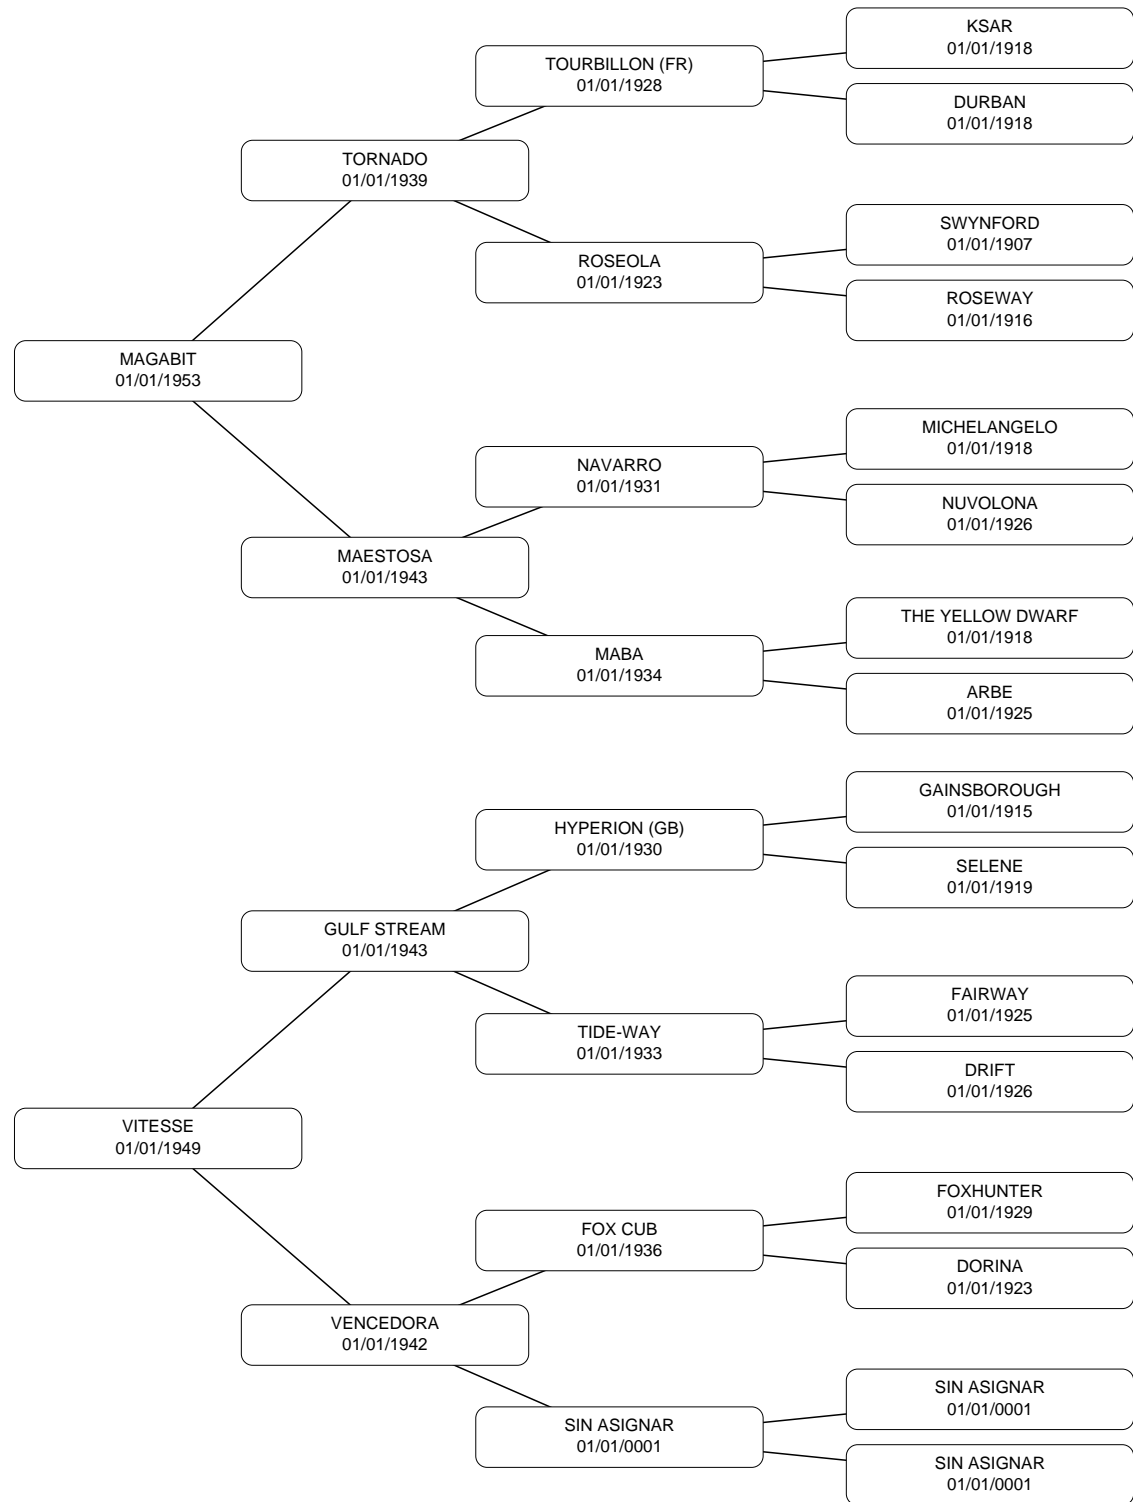 KSAR
01/01/1918
TOURBILLON (FR)
01/01/1928
DURBAN
01/01/1918
TORNADO
01/01/1939
SWYNFORD
01/01/1907
ROSEOLA
01/01/1923
ROSEWAY
01/01/1916
MAGABIT
01/01/1953
MICHELANGELO
01/01/1918
NAVARRO
01/01/1931
NUVOLONA
01/01/1926
MAESTOSA
01/01/1943
THE YELLOW DWARF
01/01/1918
MABA
01/01/1934
ARBE
01/01/1925
GAINSBOROUGH
01/01/1915
HYPERION (GB)
01/01/1930
SELENE
01/01/1919
GULF STREAM
01/01/1943
FAIRWAY
01/01/1925
TIDE-WAY
01/01/1933
DRIFT
01/01/1926
VITESSE
01/01/1949
FOXHUNTER
01/01/1929
FOX CUB
01/01/1936
DORINA
01/01/1923
VENCEDORA
01/01/1942
SIN ASIGNAR
01/01/0001
SIN ASIGNAR
01/01/0001
SIN ASIGNAR
01/01/0001